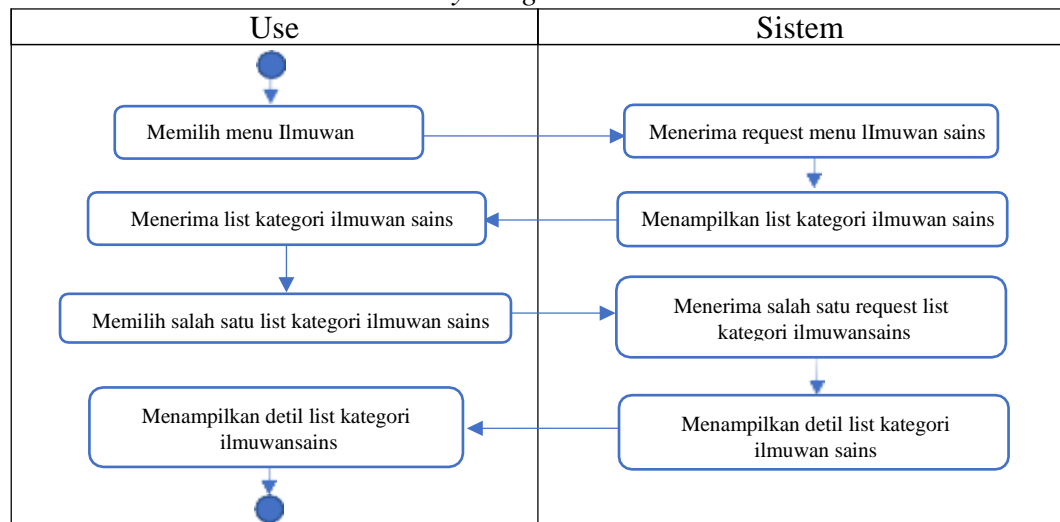 Use
Sistem
Memilih menu Ilmuwan
Menerima request menu lImuwan sains
Menerima list kategori ilmuwan sains
Menampilkan list kategori ilmuwan sains
Memilih salah satu list kategori ilmuwan sains
Menerima salah satu request list
kategori ilmuwansains
Menampilkan detil list kategori
ilmuwansains
Menampilkan detil list kategori
ilmuwan sains